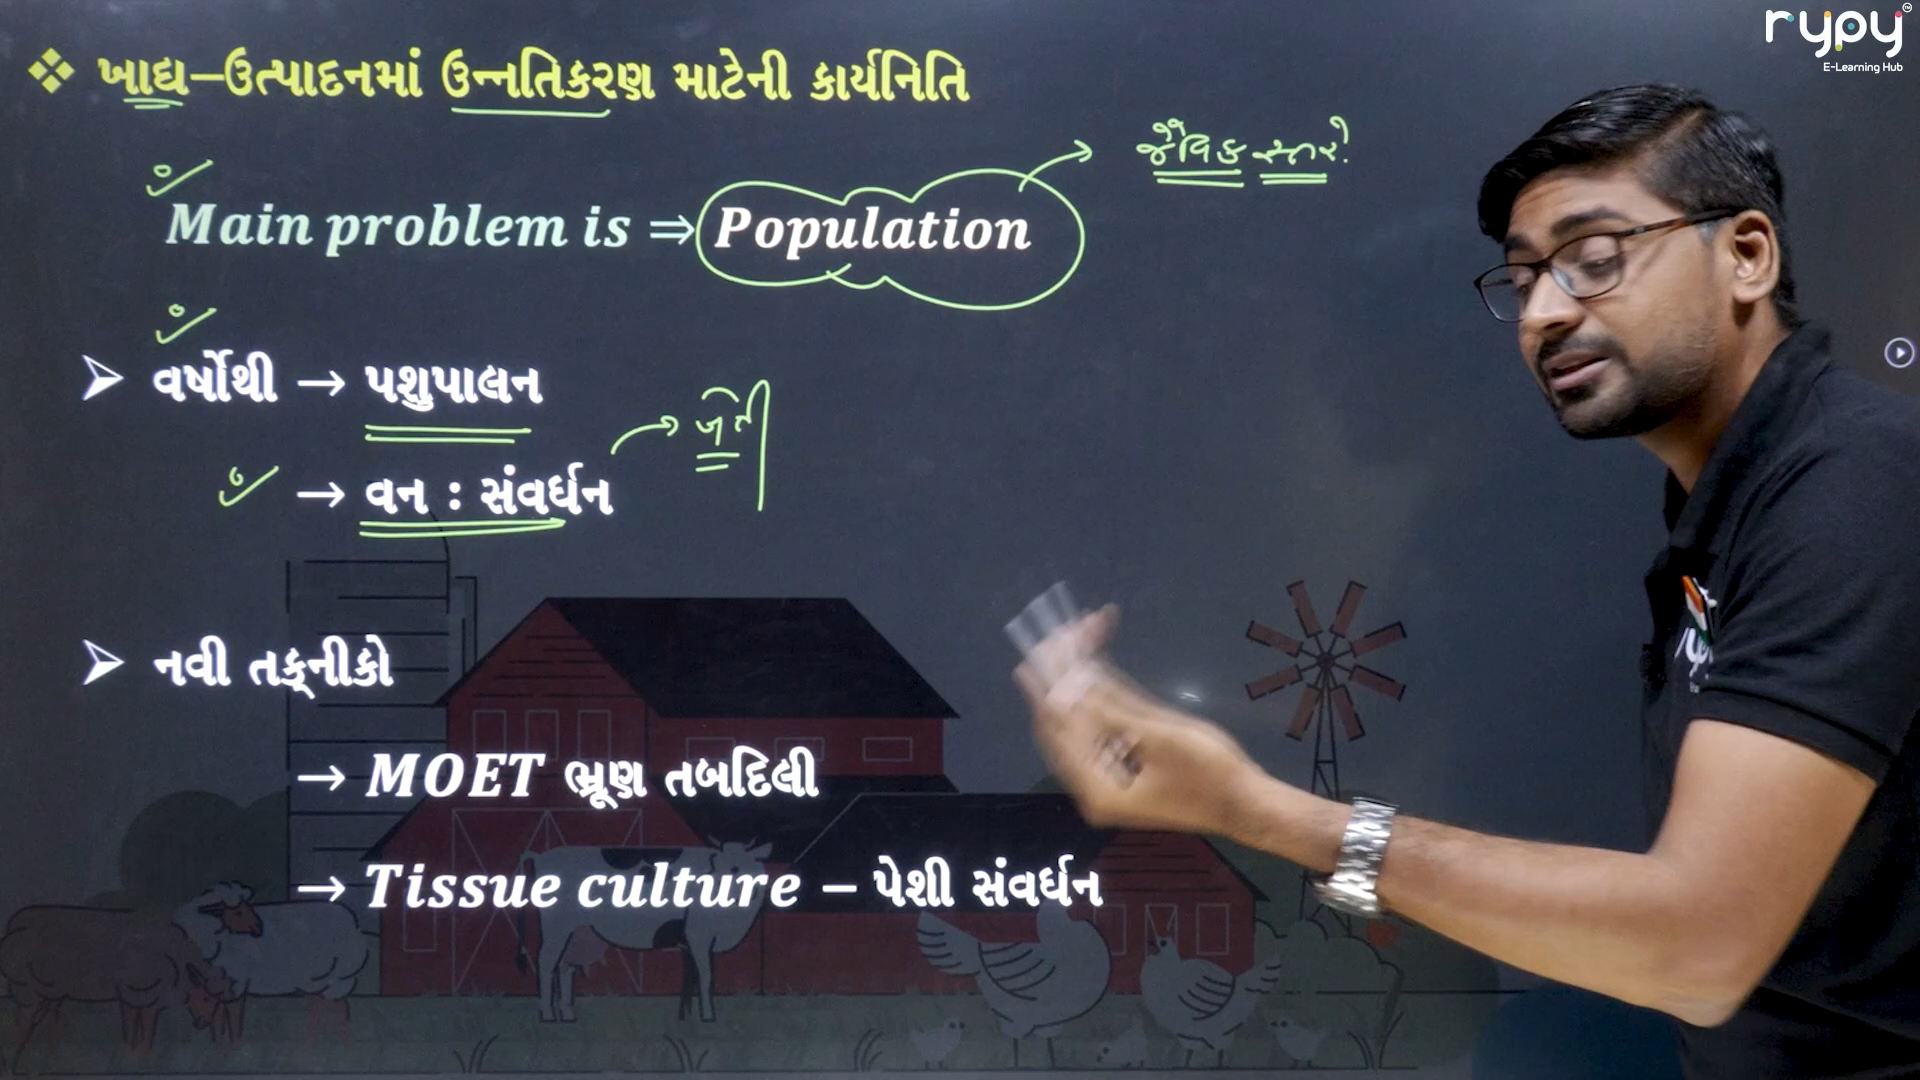 rypy
E-Learning Hub
❖ ખાદ્ય–ઉત્પાદનમાં ઉન્નતિકરણ માટેની કાર્યનિતિ
જૈવિક સ્તરે
Main problem is ⇒ Population
➢ વર્ષોથી → પશુપાલન
ખેતી
→ વન : સંવર્ધન
➢ નવી તક્નીકો
→ MOET ભ્રૂણ તબદિલી
→ Tissue culture – પેશી સંવર્ધન